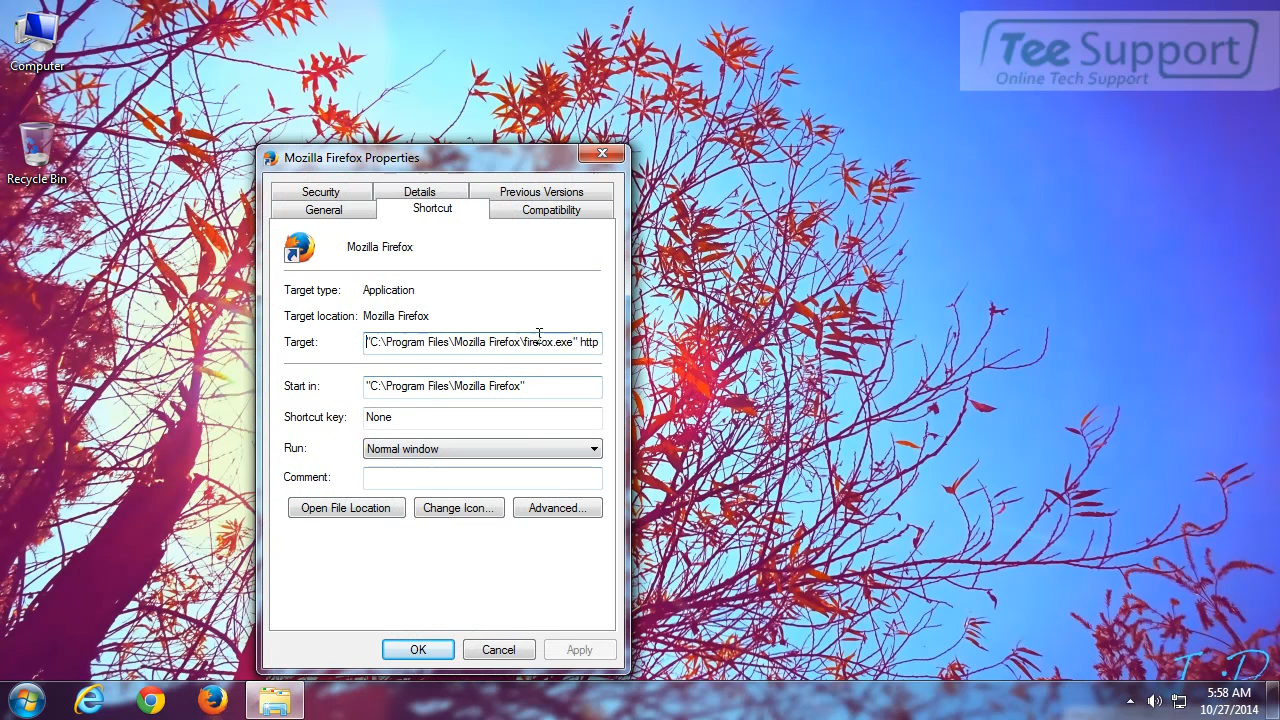 Computer
Recycle Bin
Tee Support
Online Tech Support
Mozilla Firefox Properties
Security Details Previous Versions
General Shortcut Compatibility
Mozilla Firefox
Target type: Application
Target location: Mozilla Firefox
Target: "C:\Program Files\Mozilla Firefox\firefox.exe" http
Start in: "C:\Program Files\Mozilla Firefox"
Shortcut key: None
Run: Normal window
Comment:
Open File Location Change Icon... Advanced...
OK Cancel Apply
5:58 AM
10/27/2014